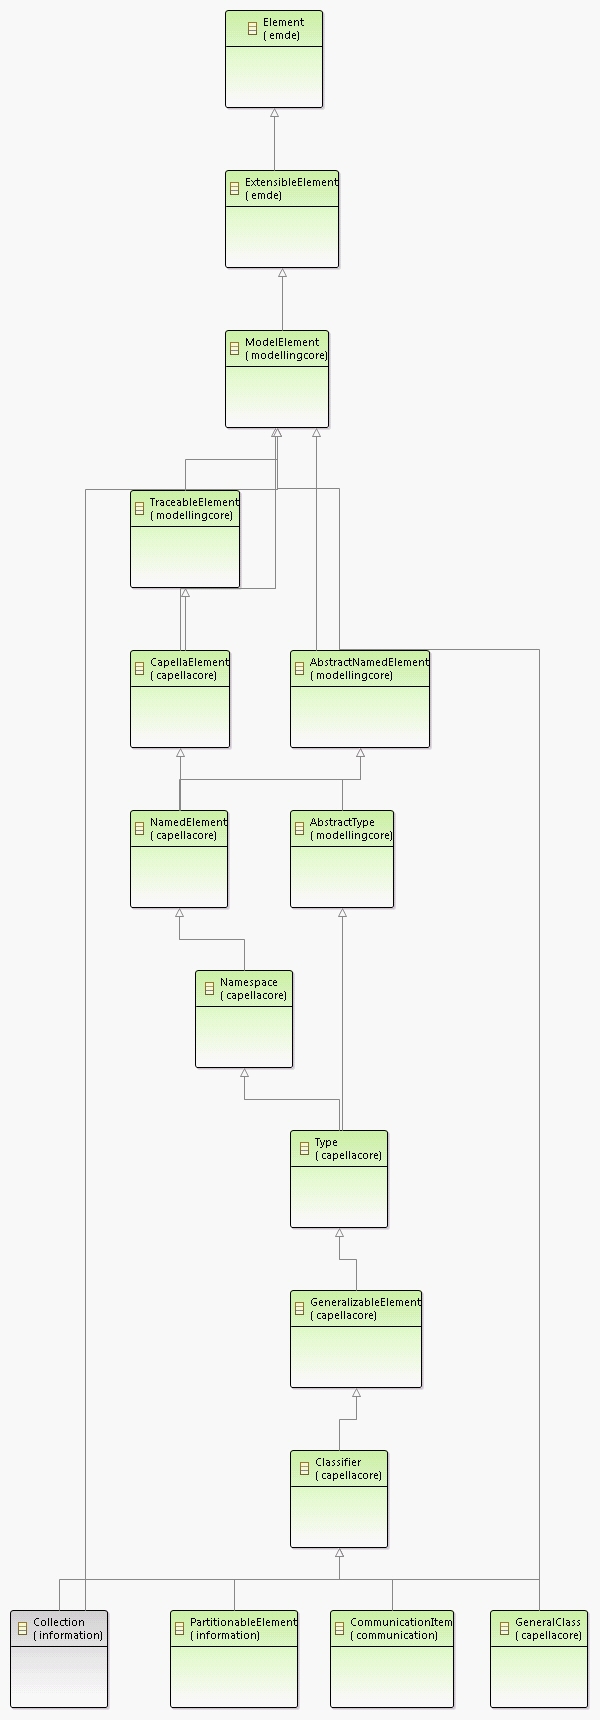 Element
( emde)
ExtensibleElement
( emde)
ModelElement
( modellingcore)
TraceableElement
( modellingcore)
CapellaElement
( capellacore)
AbstractNamedElement
( modellingcore)
NamedElement
( capellacore)
AbstractType
( modellingcore)
Namespace
( capellacore)
Type
( capellacore)
GeneralizableElement
( capellacore)
Classifier
( capellacore)
Collection
( information)
PartitionableElement
( information)
CommunicationItem
( communication)
GeneralClass
( capellacore)